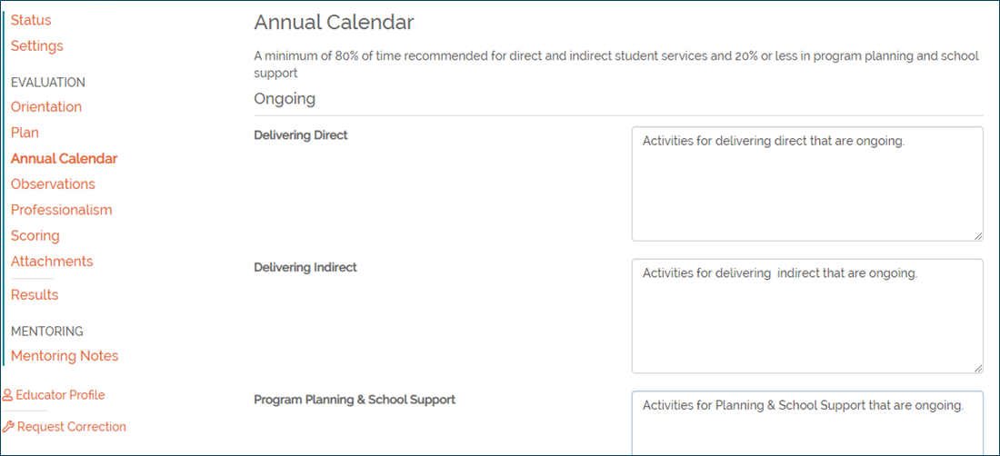 Status
Settings
EVALUATION
Orientation
Plan
Annual Calendar
Observations
Professionalism
Scoring
Attachments
Results
MENTORING
Mentoring Notes
Educator Profile
Request Correction
Annual Calendar
A minimum of 80% of time recommended for direct and indirect student services and 20% or less in program planning and school
support
Ongoing
Delivering Direct
Activities for delivering direct that are ongoing.
Delivering Indirect
Activities for delivering  indirect that are ongoing.
Program Planning & School Support
Activities for Planning & School Support that are ongoing.